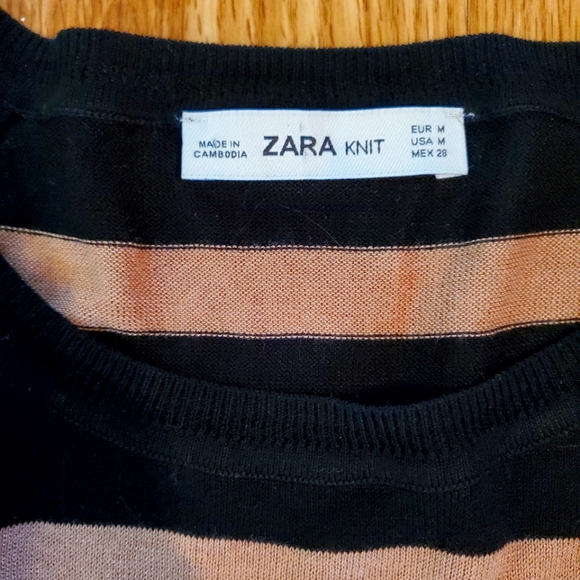 MADE IN
CAMBODIA
ZARA KNIT
EUR M
USA M
MEX 28